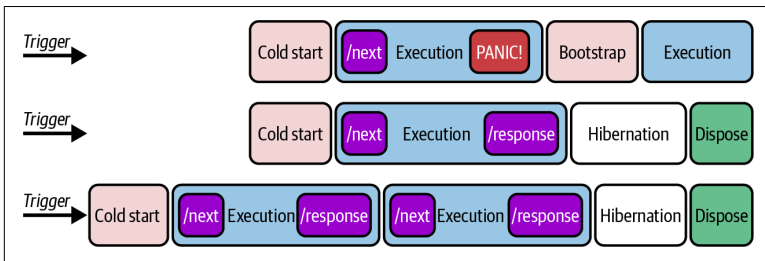 Trigger
Cold start /next Execution PANIC! Bootstrap Execution
Trigger
Cold start /next Execution /response Hibernation Dispose
Trigger
Cold start /next Execution /response /next Execution /response Hibernation Dispose